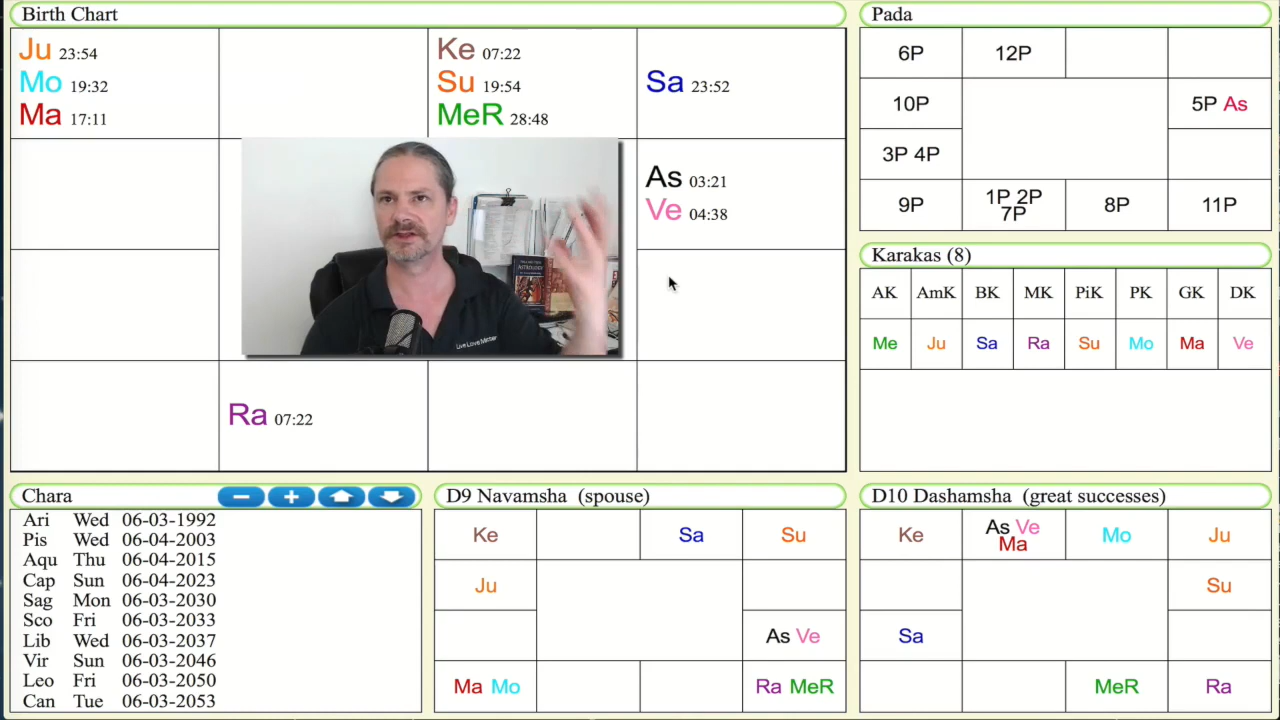 Birth Chart
Ju 23:54
Mo 19:32
Ma 17:11
Ke 07:22
Su 19:54
MeR 28:48
Sa 23:52
As 03:21
Ve 04:38
Ra 07:22
ASTROLOGY
Live Love Matter
Pada
6P 12P
10P 5P As
3P 4P
9P 1P 2P 7P 8P 11P
Karakas (8)
AK AmK BK MK PiK PK GK DK
Me Ju Sa Ra Su Mo Ma Ve
Chara
Ari Wed 06-03-1992
Pis Wed 06-04-2003
Aqu Thu 06-04-2015
Cap Sun 06-04-2023
Sag Mon 06-03-2030
Sco Fri 06-03-2033
Lib Wed 06-03-2037
Vir Sun 06-03-2046
Leo Fri 06-03-2050
Can Tue 06-03-2053
D9 Navamsha (spouse)
Ke Sa Su
Ju
As Ve
Ma Mo Ra MeR
D10 Dashamsha (great successes)
Ke As Ve Ma Mo Ju
Su
Sa
MeR Ra